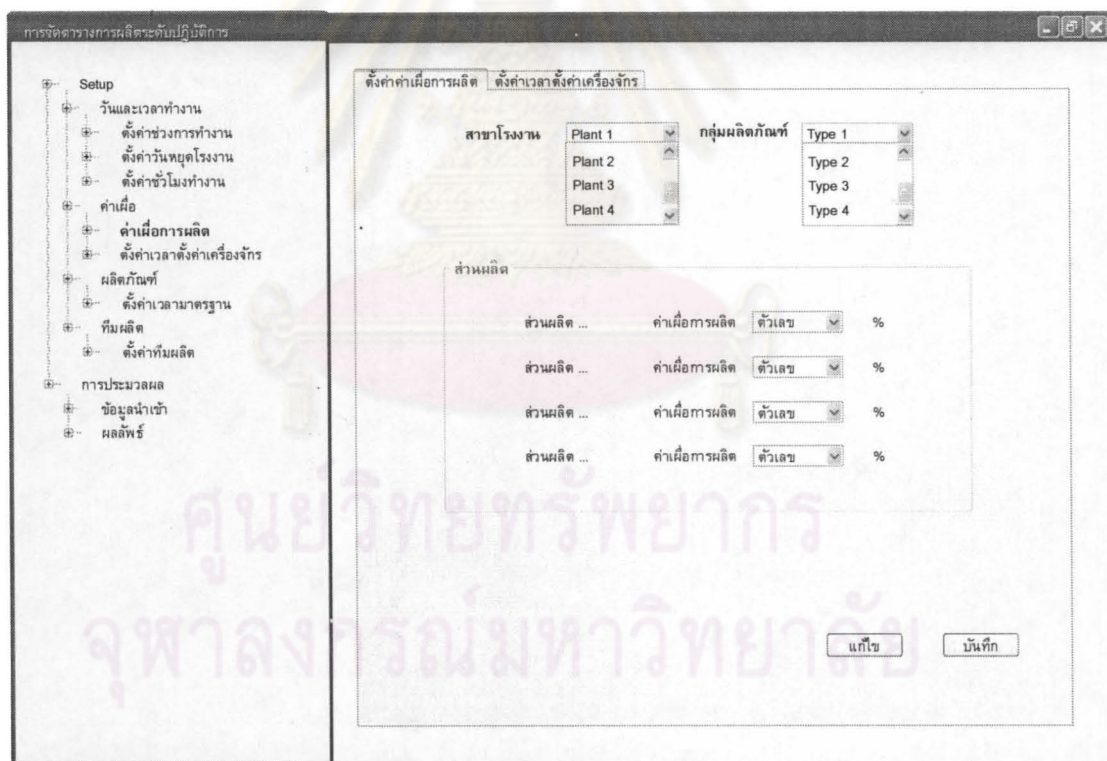 การจัดตารางการผลิตระดับปฏิบัติการ
Setup
วันและเวลาทำงาน
ตั้งค่าช่วงการทำงาน
ตั้งค่าวันหยุดโรงงาน
ตั้งค่าชั่วโมงทำงาน
ค่าเผื่อ
ค่าเผื่อการผลิต
ตั้งค่าเวลาตั้งค่าเครื่องจักร
ผลิตภัณฑ์
ตั้งค่าเวลามาตรฐาน
ทีมผลิต
ตั้งค่าทีมผลิต
การประมวลผล
ข้อมูลนำเข้า
ผลลัพธ์
ตั้งค่าค่าเผื่อการผลิต ตั้งค่าเวลาตั้งค่าเครื่องจักร
สาขาโรงงาน Plant 1 กลุ่มผลิตภัณฑ์ Type 1
Plant 2 Type 2
Plant 3 Type 3
Plant 4 Type 4
ส่วนผลิต
ส่วนผลิต ... ค่าเผื่อการผลิต ตัวเลข %
ส่วนผลิต ... ค่าเผื่อการผลิต ตัวเลข %
ส่วนผลิต ... ค่าเผื่อการผลิต ตัวเลข %
ส่วนผลิต ... ค่าเผื่อการผลิต ตัวเลข %
แก้ไข บันทึก
ศูนย์วิทยทรัพยากร
จุฬาลงกรณ์มหาวิทยาลัย